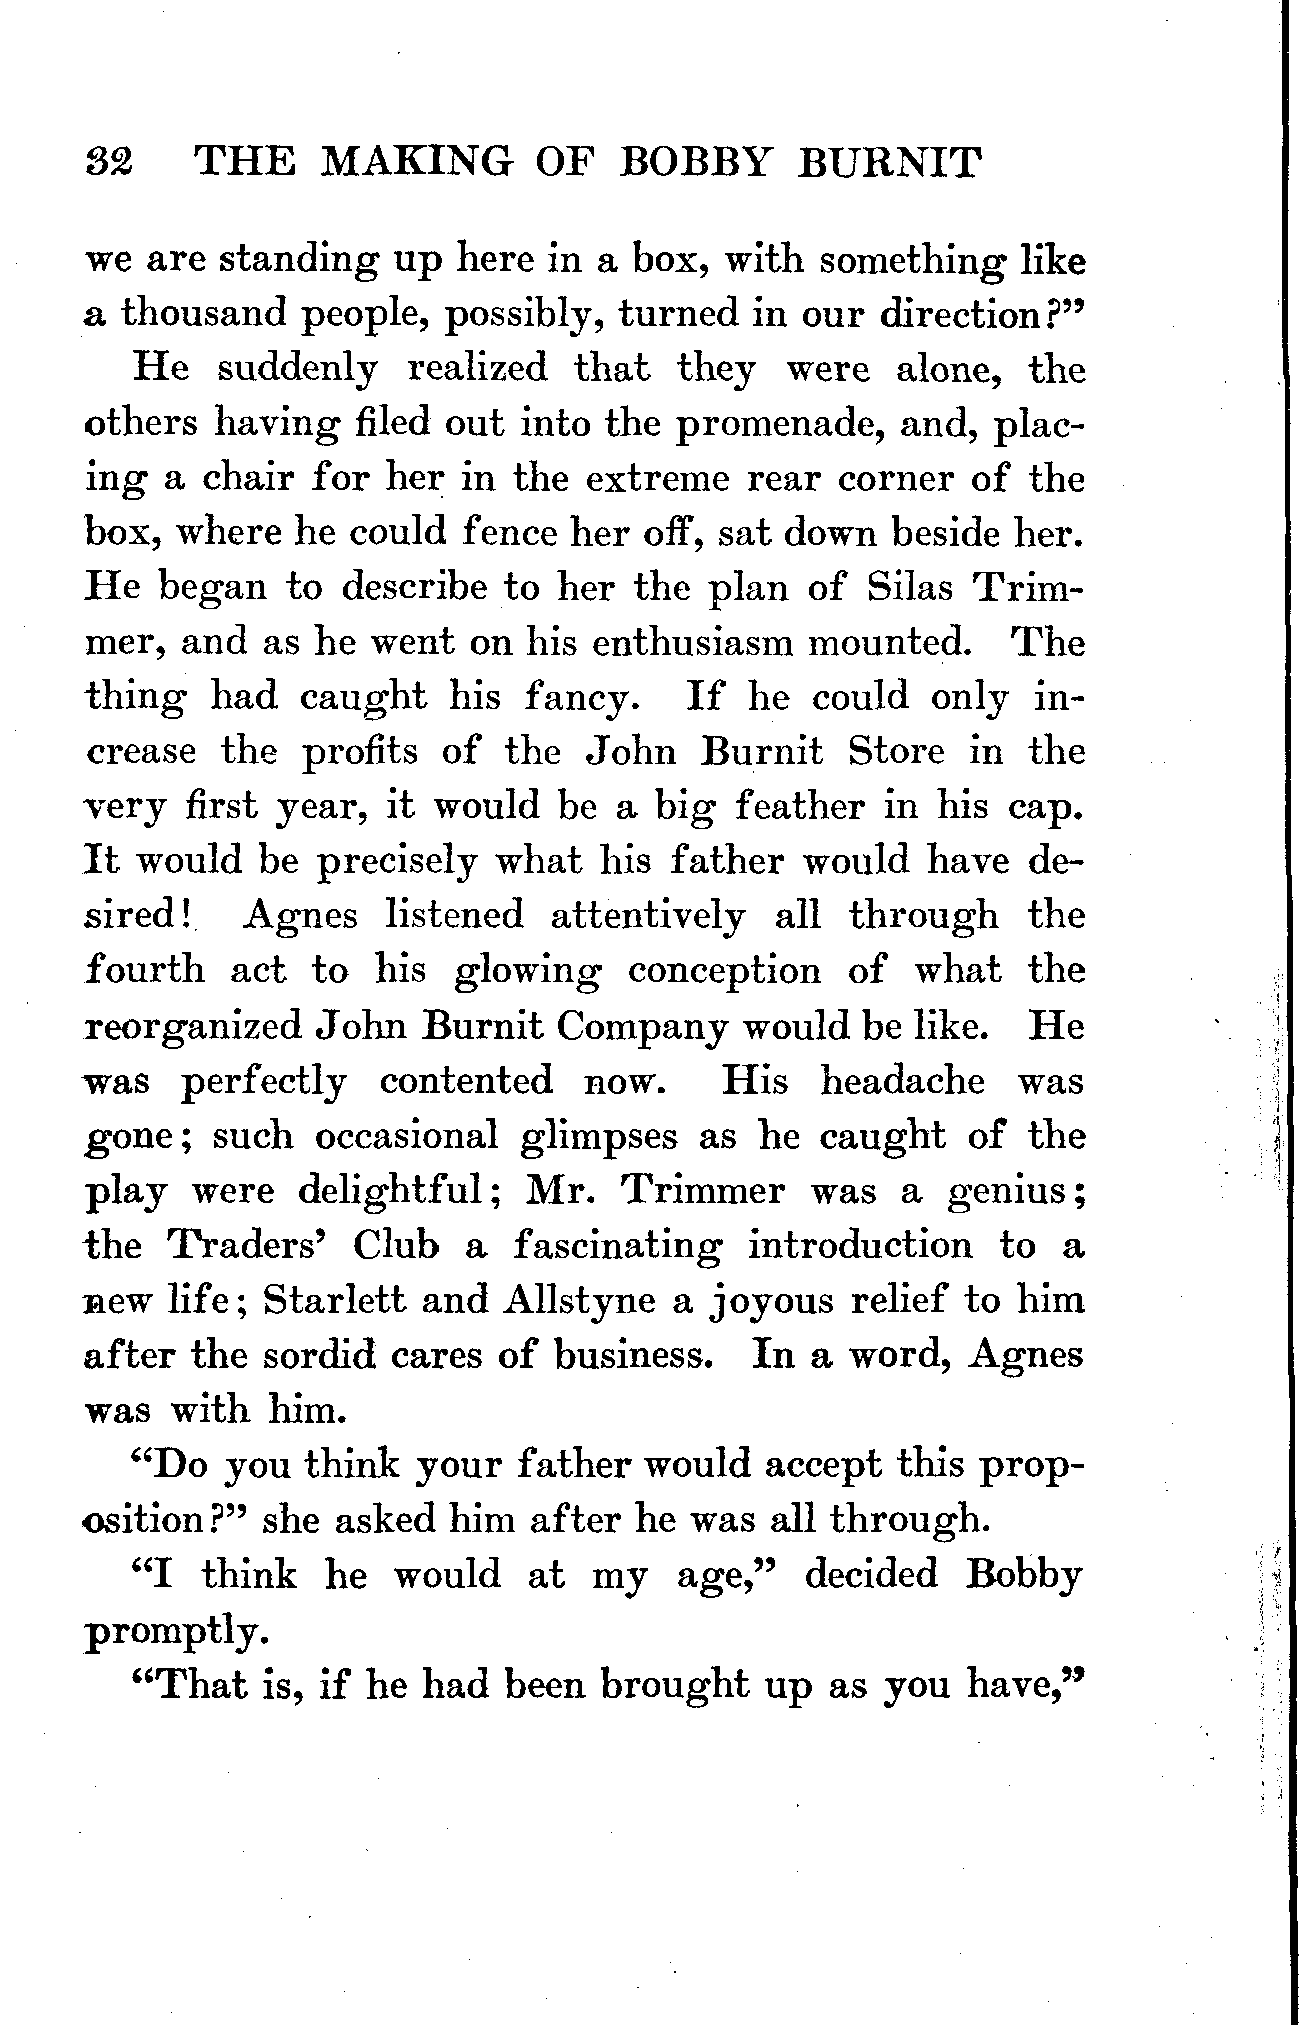 32 THE MAKING OF BOBBY BURNIT
we are standing up here in a box, with something like
a thousand people, possibly, turned in our direction?”
He suddenly realized that they were alone, the
others having filed out into the promenade, and, plac-
ing a chair for her in the extreme rear corner of the
box, where he could fence her off, sat down beside her.
He began to describe to her the plan of Silas Trim-
mer, and as he went on his enthusiasm mounted. The
thing had caught his fancy. If he could only in-
crease the profits of the John Burnit Store in the
very first year, it would be a big feather in his cap.
It would be precisely what his father would have de-
sired! Agnes listened attentively all through the
fourth act to his glowing conception of what the
reorganized John Burnit Company would be like. He
was perfectly contented now. His headache was
gone; such occasional glimpses as he caught of the
play were delightful; Mr. Trimmer was a genius;
the Traders’ Club a fascinating introduction to a
new life; Starlett and Allstyne a joyous relief to him
after the sordid cares of business. In a word, Agnes
was with him.
“Do you think your father would accept this prop-
osition?” she asked him after he was all through.
“I think he would at my age,” decided Bobby
promptly.
“That is, if he had been brought up as you have,”